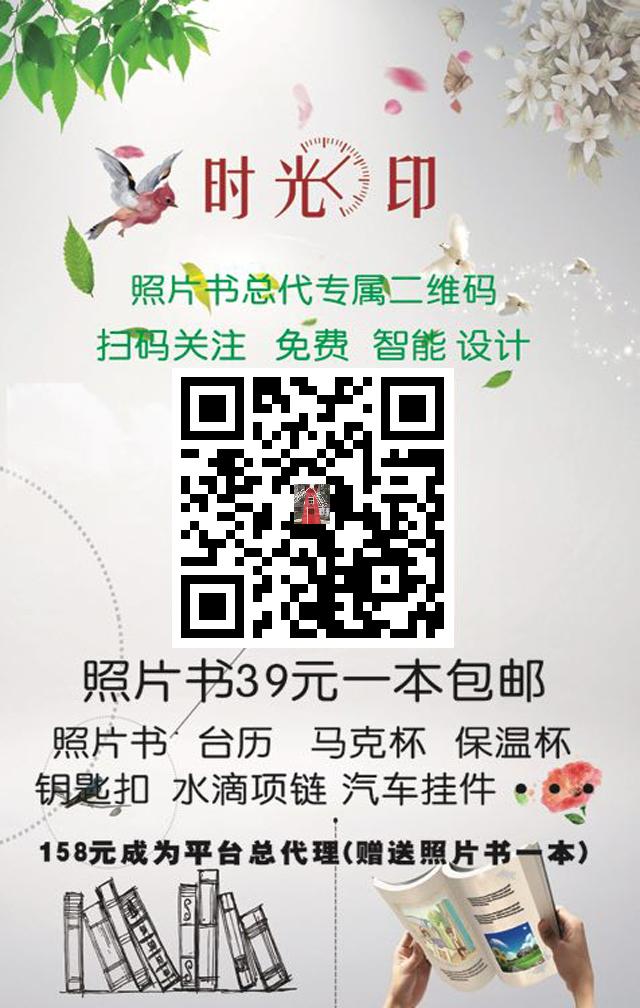 时光印
照片书总代专属二维码
扫码关注 免费 智能 设计
照片书39元一本包邮
照片书 台历 马克杯 保温杯
钥匙扣 水滴项链 汽车挂件
158元成为平台总代理(赠送照片书一本)